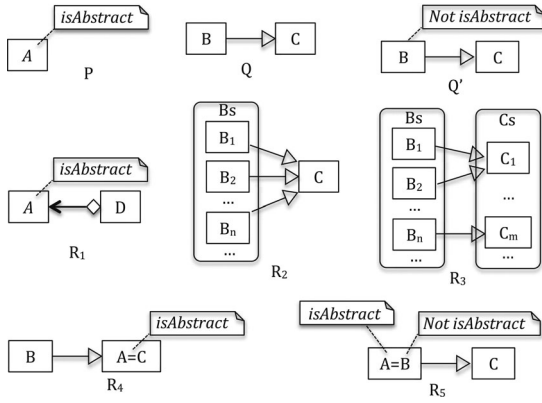 isAbstract
A
P
B
C
Q
Not isAbstract
B
C
Q'
isAbstract
A
D
R1
Bs
B1
B2
...
Bn
...
C
R2
Bs
B1
B2
...
Bn
...
Cs
C1
...
Cm
...
R3
isAbstract
B
A=C
R4
isAbstract
Not isAbstract
A=B
C
R5